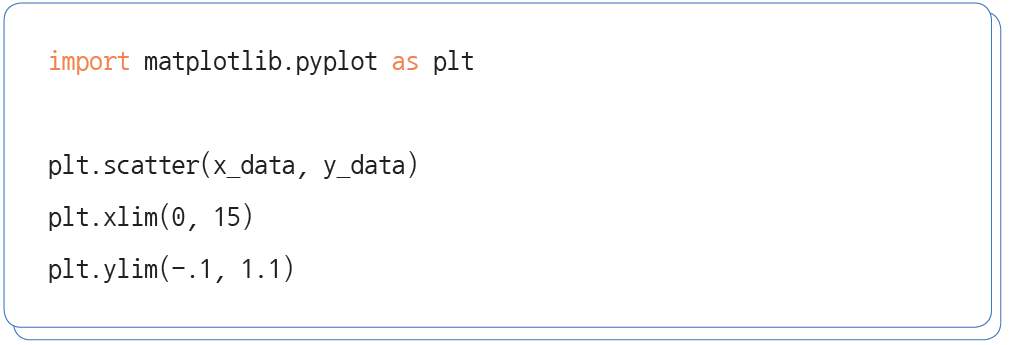 import matplotlib.pyplot as plt
plt.scatter(x_data, y_data)
plt.xlim(0, 15)
plt.ylim(-.1, 1.1)